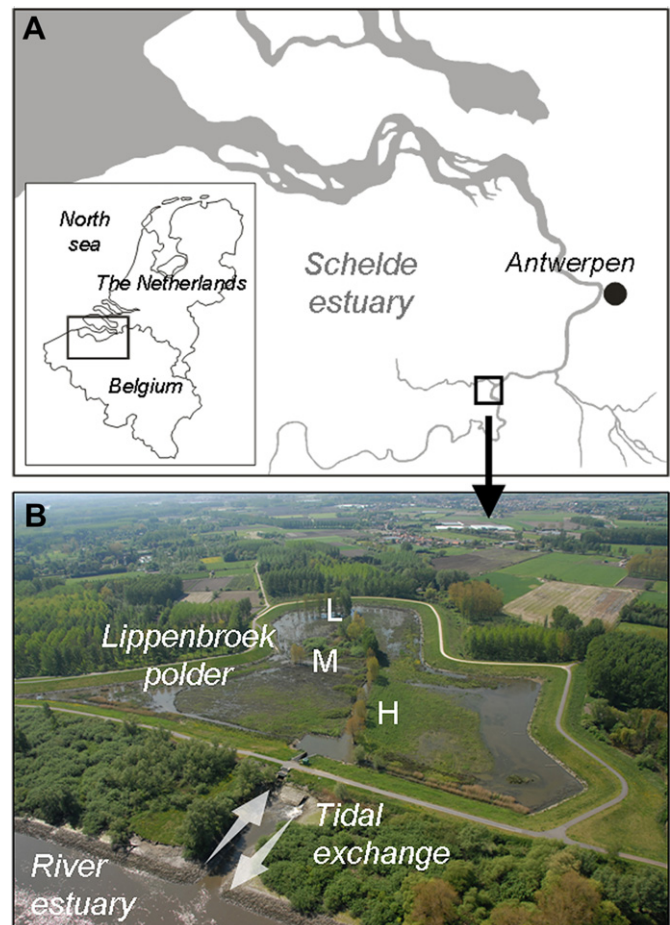 A
North
sea
The Netherlands
Belgium
Schelde
estuary
Antwerpen
B
Lippenbroek
polder
L
M
H
Tidal
exchange
River
estuary